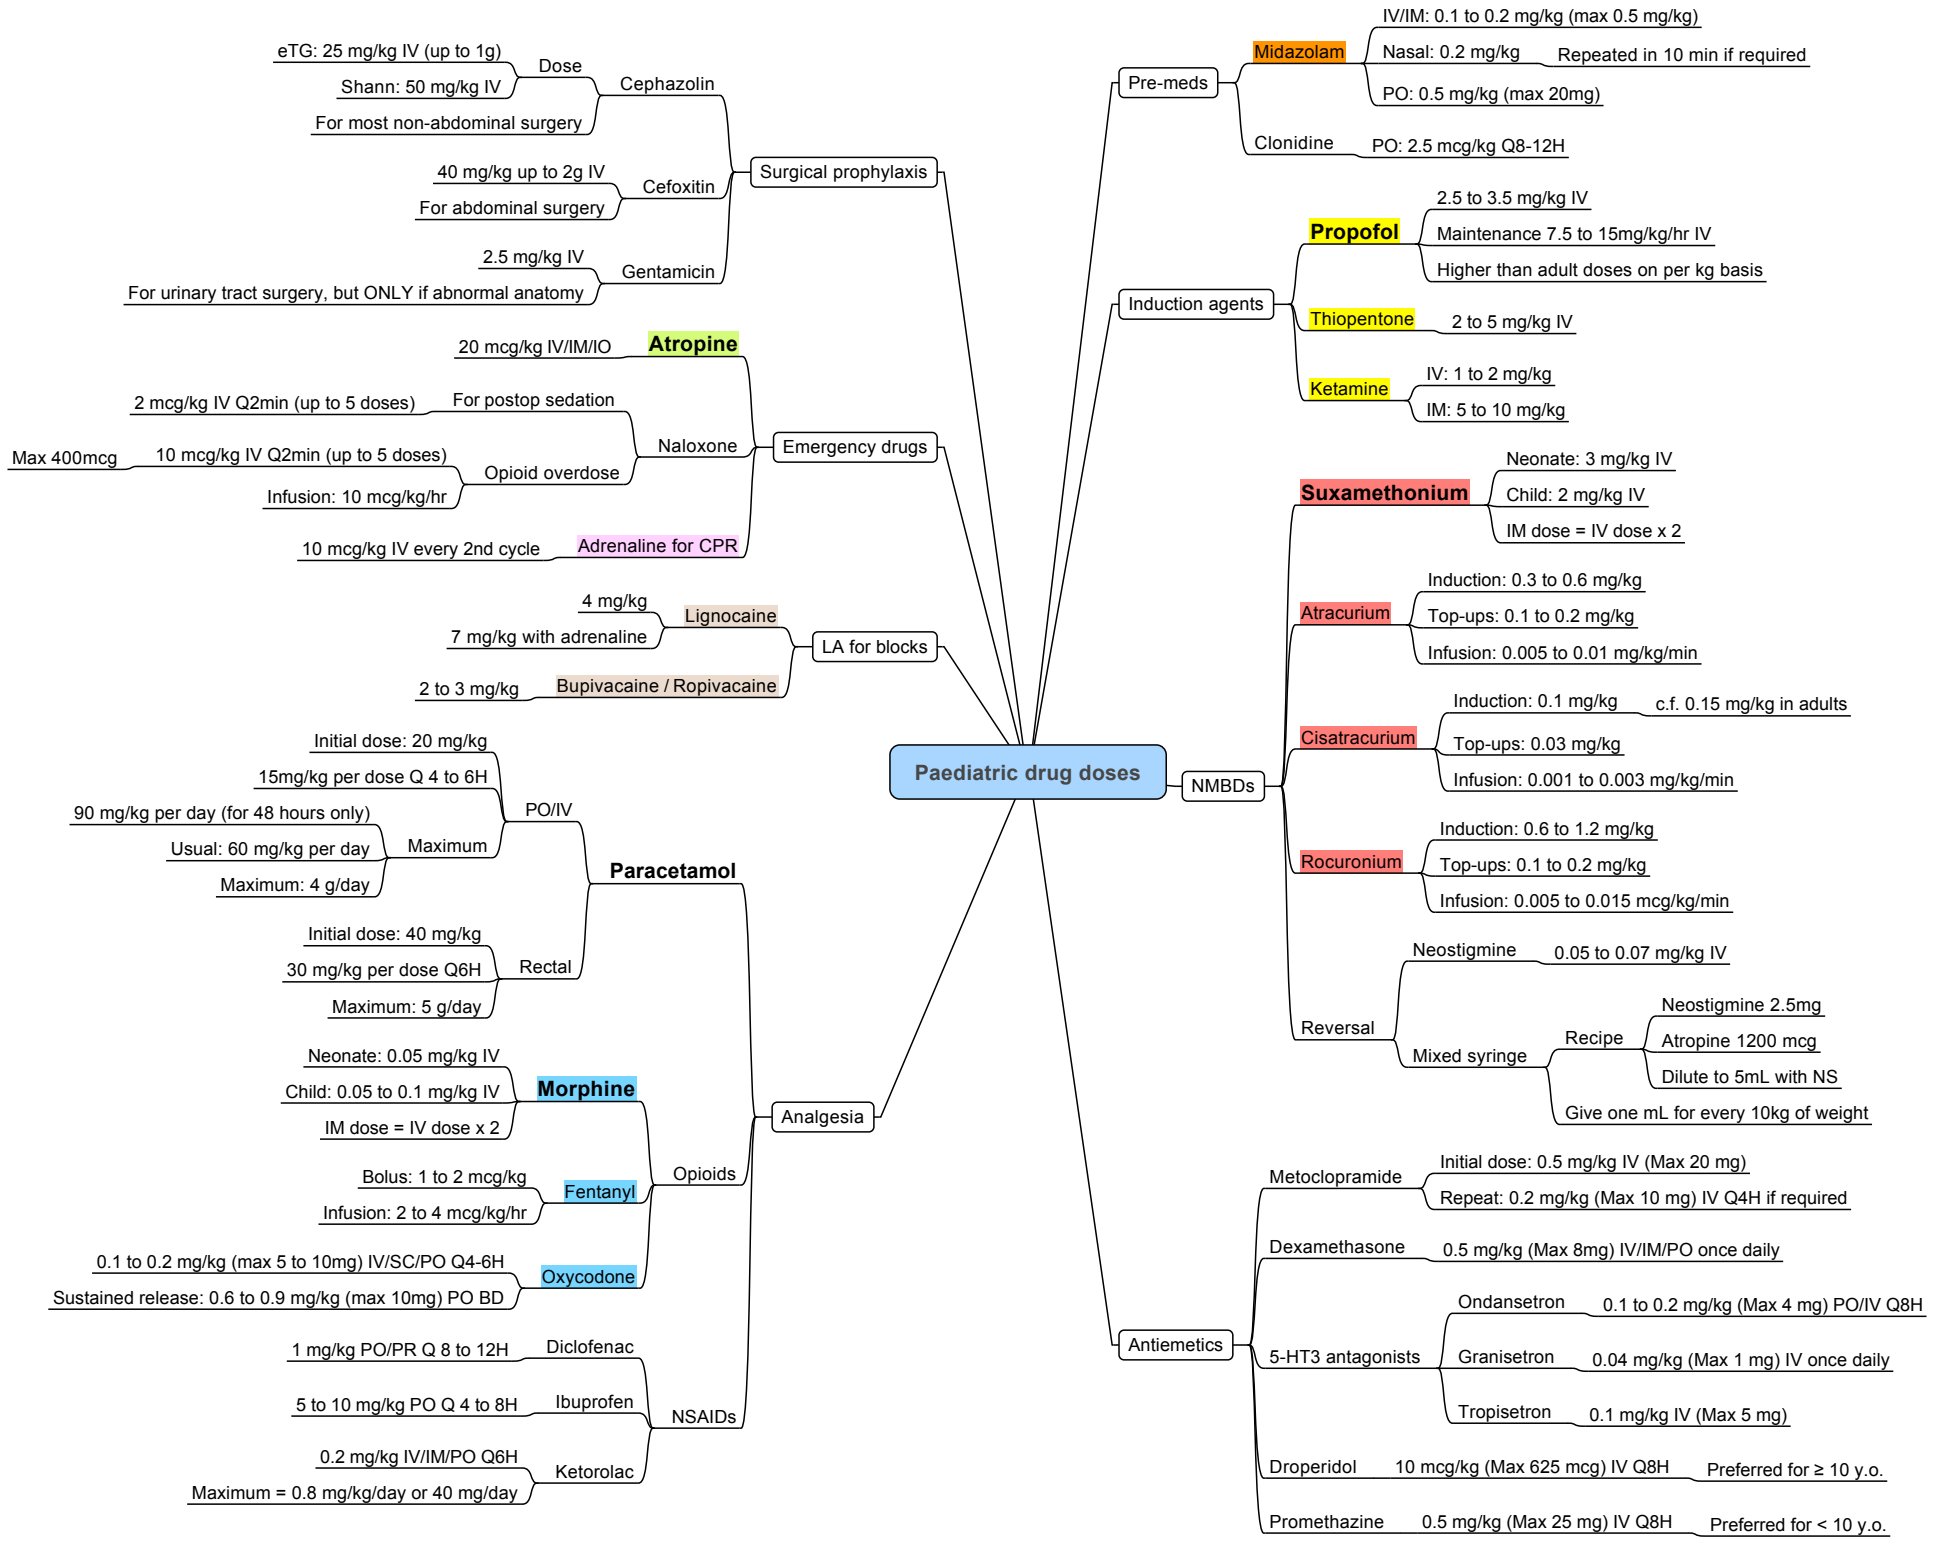 Paediatric drug doses
Pre-meds
Midazolam
IV/IM: 0.1 to 0.2 mg/kg (max 0.5 mg/kg)
Nasal: 0.2 mg/kg
Repeated in 10 min if required
PO: 0.5 mg/kg (max 20mg)
Clonidine
PO: 2.5 mcg/kg Q8-12H
Induction agents
Propofol
2.5 to 3.5 mg/kg IV
Maintenance 7.5 to 15mg/kg/hr IV
Higher than adult doses on per kg basis
Thiopentone
2 to 5 mg/kg IV
Ketamine
IV: 1 to 2 mg/kg
IM: 5 to 10 mg/kg
NMBDs
Suxamethonium
Neonate: 3 mg/kg IV
Child: 2 mg/kg IV
IM dose = IV dose x 2
Atracurium
Induction: 0.3 to 0.6 mg/kg
Top-ups: 0.1 to 0.2 mg/kg
Infusion: 0.005 to 0.01 mg/kg/min
Cisatracurium
Induction: 0.1 mg/kg
c.f. 0.15 mg/kg in adults
Top-ups: 0.03 mg/kg
Infusion: 0.001 to 0.003 mg/kg/min
Rocuronium
Induction: 0.6 to 1.2 mg/kg
Top-ups: 0.1 to 0.2 mg/kg
Infusion: 0.005 to 0.015 mcg/kg/min
Reversal
Neostigmine
0.05 to 0.07 mg/kg IV
Mixed syringe
Recipe
Neostigmine 2.5mg
Atropine 1200 mcg
Dilute to 5mL with NS
Give one mL for every 10kg of weight
Antiemetics
Metoclopramide
Initial dose: 0.5 mg/kg IV (Max 20 mg)
Repeat: 0.2 mg/kg (Max 10 mg) IV Q4H if required
Dexamethasone
0.5 mg/kg (Max 8mg) IV/IM/PO once daily
5-HT3 antagonists
Ondansetron
0.1 to 0.2 mg/kg (Max 4 mg) PO/IV Q8H
Granisetron
0.04 mg/kg (Max 1 mg) IV once daily
Tropisetron
0.1 mg/kg IV (Max 5 mg)
Droperidol
10 mcg/kg (Max 625 mcg) IV Q8H
Preferred for ≥ 10 y.o.
Promethazine
0.5 mg/kg (Max 25 mg) IV Q8H
Preferred for < 10 y.o.
Surgical prophylaxis
Cephazolin
Dose
eTG: 25 mg/kg IV (up to 1g)
Shann: 50 mg/kg IV
For most non-abdominal surgery
Cefoxitin
40 mg/kg up to 2g IV
For abdominal surgery
Gentamicin
2.5 mg/kg IV
For urinary tract surgery, but ONLY if abnormal anatomy
Emergency drugs
Atropine
20 mcg/kg IV/IM/IO
Naloxone
For postop sedation
2 mcg/kg IV Q2min (up to 5 doses)
Opioid overdose
10 mcg/kg IV Q2min (up to 5 doses)
Max 400mcg
Infusion: 10 mcg/kg/hr
Adrenaline for CPR
10 mcg/kg IV every 2nd cycle
LA for blocks
Lignocaine
4 mg/kg
7 mg/kg with adrenaline
Bupivacaine / Ropivacaine
2 to 3 mg/kg
Analgesia
Paracetamol
PO/IV
Initial dose: 20 mg/kg
15mg/kg per dose Q 4 to 6H
Maximum
90 mg/kg per day (for 48 hours only)
Usual: 60 mg/kg per day
Maximum: 4 g/day
Rectal
Initial dose: 40 mg/kg
30 mg/kg per dose Q6H
Maximum: 5 g/day
Opioids
Morphine
Neonate: 0.05 mg/kg IV
Child: 0.05 to 0.1 mg/kg IV
IM dose = IV dose x 2
Fentanyl
Bolus: 1 to 2 mcg/kg
Infusion: 2 to 4 mcg/kg/hr
Oxycodone
0.1 to 0.2 mg/kg (max 5 to 10mg) IV/SC/PO Q4-6H
Sustained release: 0.6 to 0.9 mg/kg (max 10mg) PO BD
NSAIDs
Diclofenac
1 mg/kg PO/PR Q 8 to 12H
Ibuprofen
5 to 10 mg/kg PO Q 4 to 8H
Ketorolac
0.2 mg/kg IV/IM/PO Q6H
Maximum = 0.8 mg/kg/day or 40 mg/day